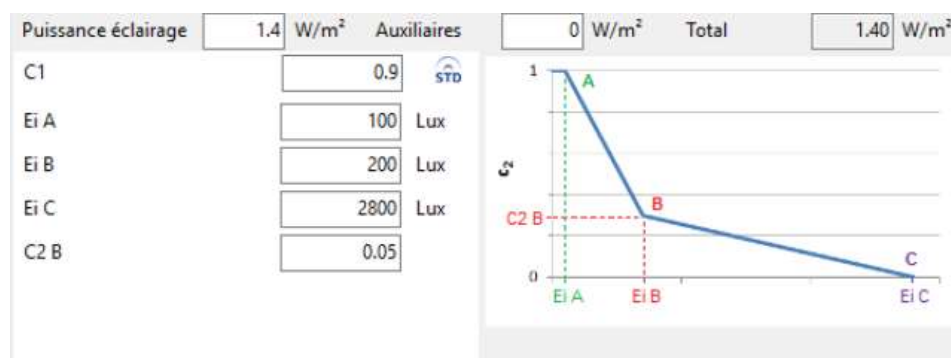 Puissance éclairage 1.4 W/m² Auxiliaires 0 W/m² Total 1.40 W/m²
C1 0.9 STD
Ei A 100 Lux
Ei B 200 Lux
Ei C 2800 Lux
C2 B 0.05
1
A
c₂
B
C2 B
C
0
Ei A Ei B Ei C